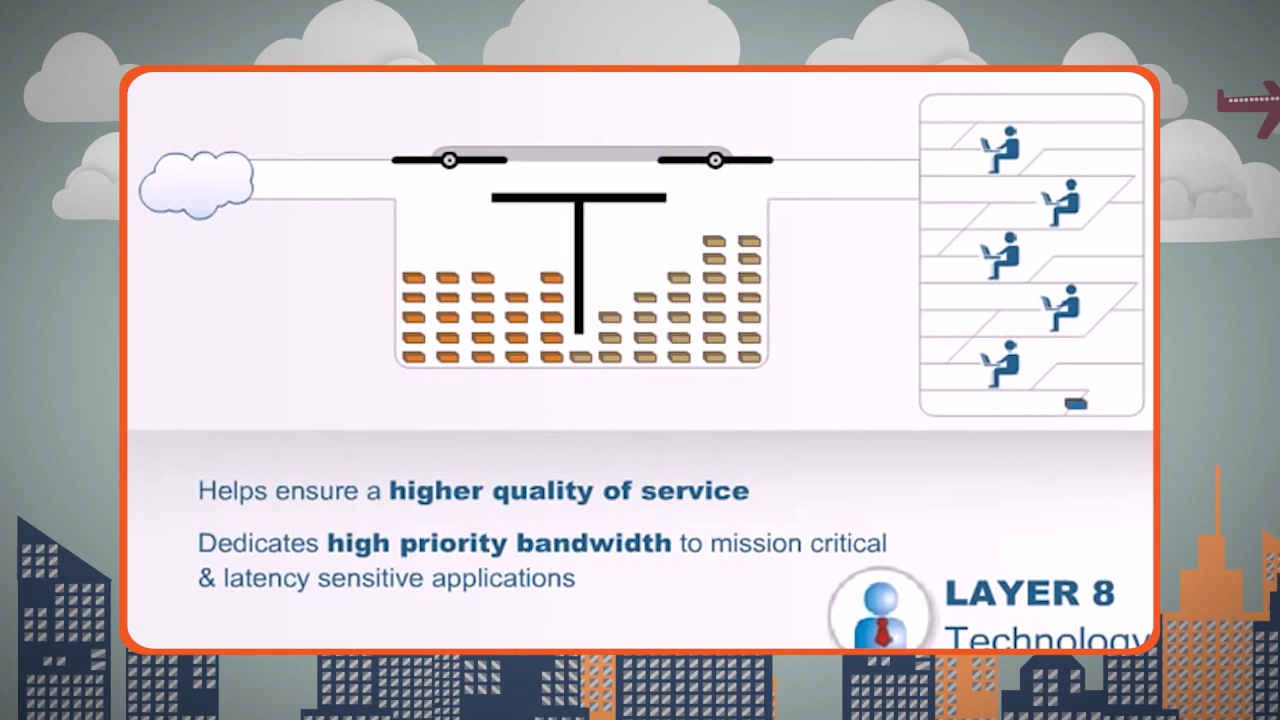 Helps ensure a higher quality of service
Dedicates high priority bandwidth to mission critical
& latency sensitive applications
LAYER 8
Technology